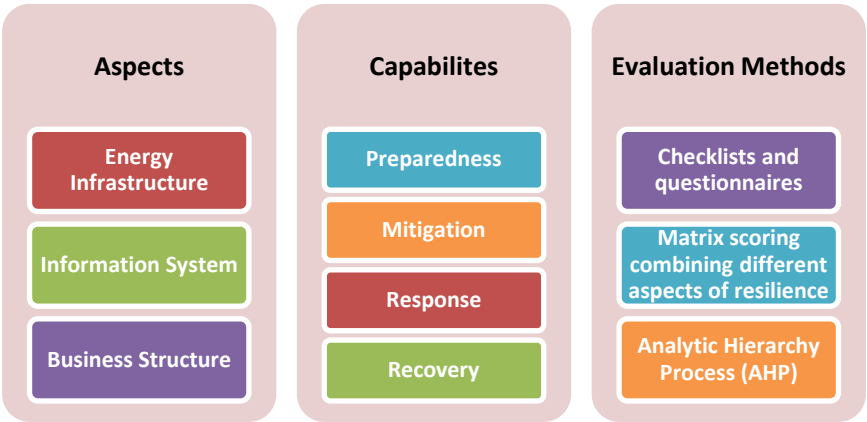 Aspects
Energy
Infrastructure
Information System
Business Structure
Capabilites
Preparedness
Mitigation
Response
Recovery
Evaluation Methods
Checklists and
questionnaires
Matrix scoring
combining different
aspects of resilience
Analytic Hierarchy
Process (AHP)